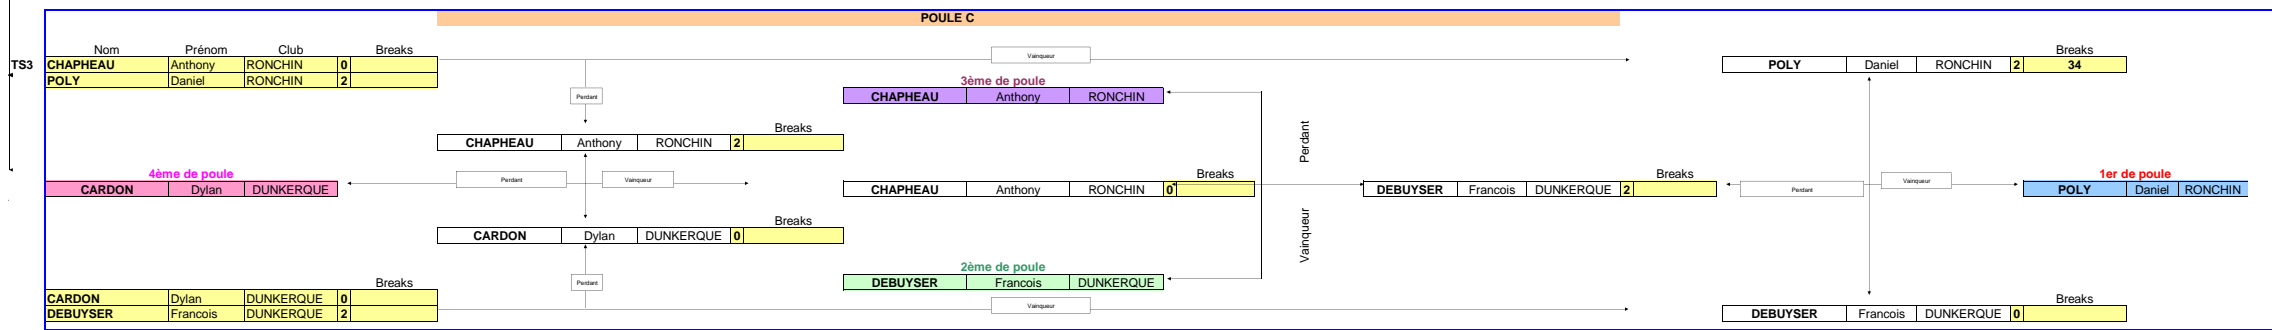 POULE C
Nom Prénom Club Breaks Vainqueur Breaks
TS3 CHAPHEAU Anthony RONCHIN 0 POLY Daniel RONCHIN 2 34
POLY Daniel RONCHIN 2 3ème de poule
Perdant CHAPHEAU Anthony RONCHIN
Breaks Perdant
CHAPHEAU Anthony RONCHIN 2
4ème de poule Breaks Breaks 1er de poule
Perdant Vainqueur Perdant Vainqueur
CARDON Dylan DUNKERQUE CHAPHEAU Anthony RONCHIN 0 DEBUYSER Francois DUNKERQUE 2 POLY Daniel RONCHIN
Breaks Vainqueur
CARDON Dylan DUNKERQUE 0
2ème de poule
Breaks Perdant DEBUYSER Francois DUNKERQUE
CARDON Dylan DUNKERQUE 0 Vainqueur Breaks
DEBUYSER Francois DUNKERQUE 2 DEBUYSER Francois DUNKERQUE 0